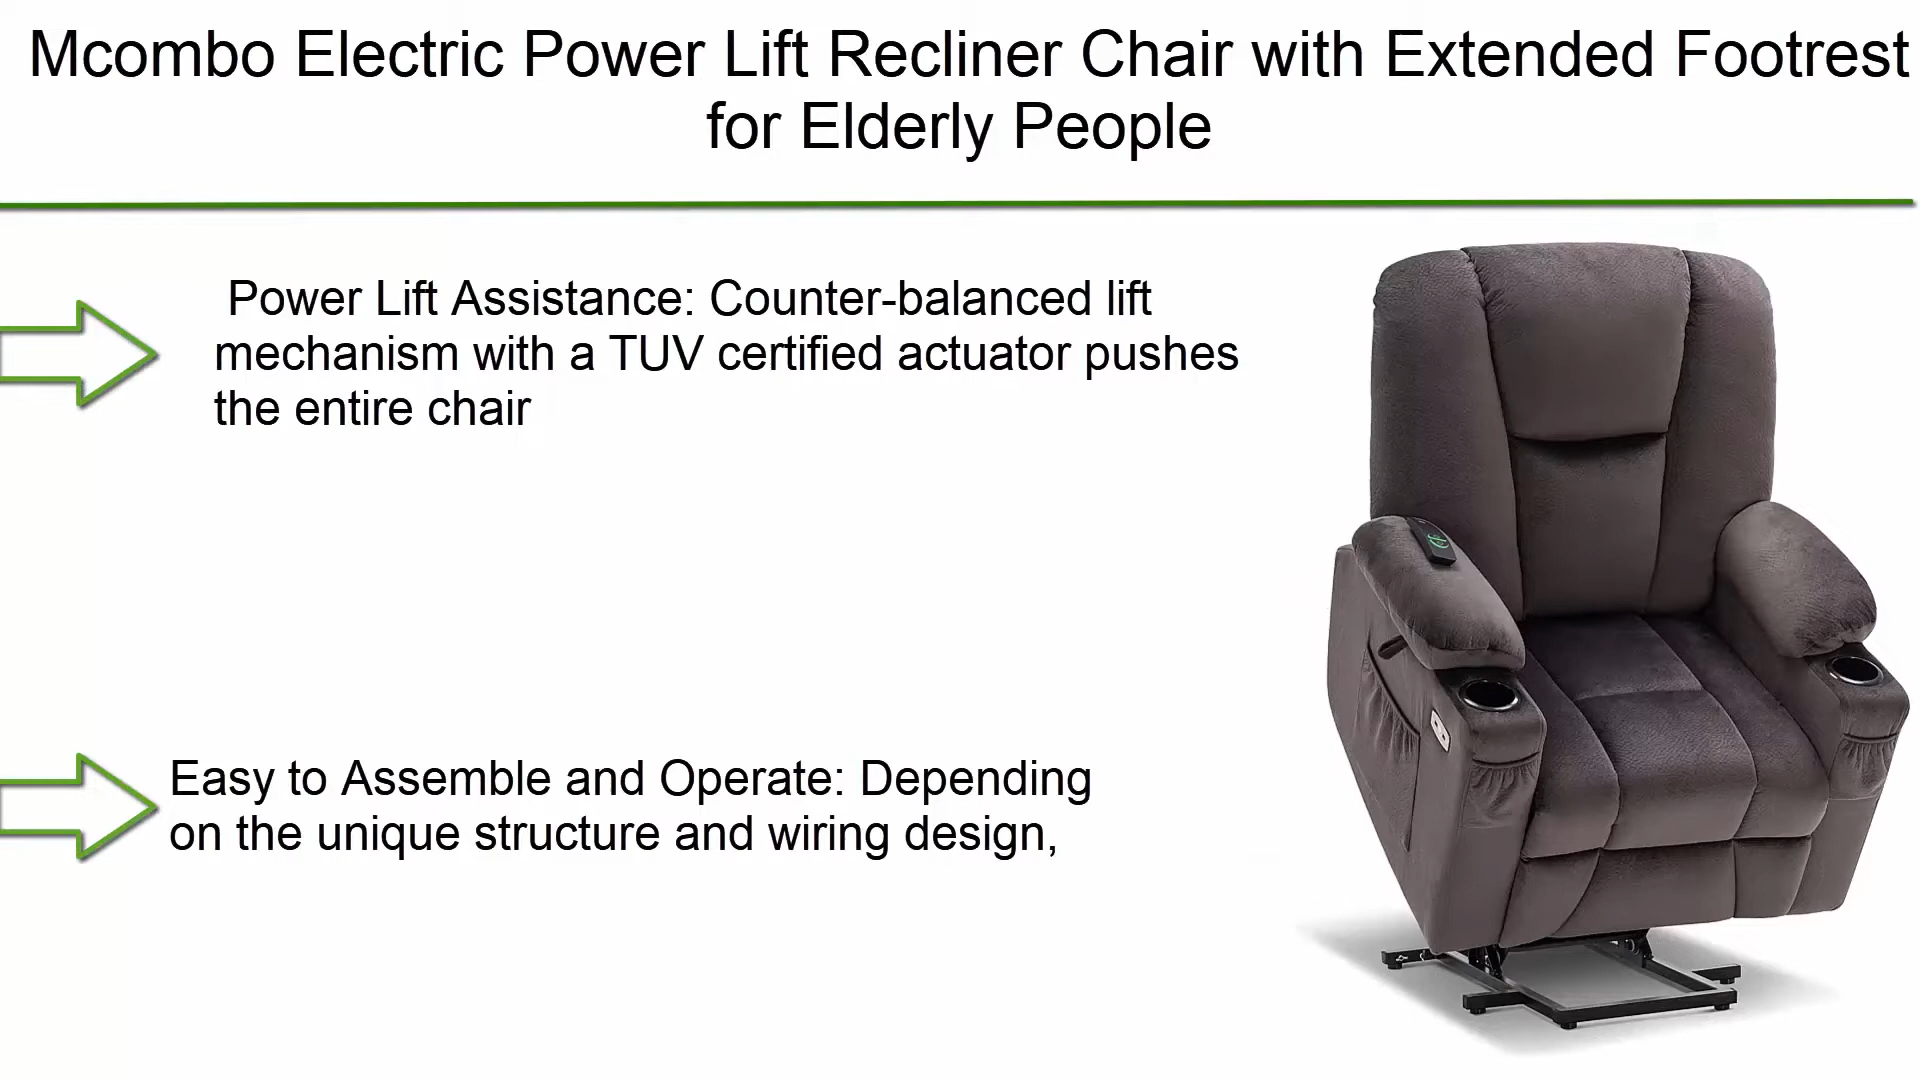 Mcombo Electric Power Lift Recliner Chair with Extended Footrest
for Elderly People
Power Lift Assistance: Counter-balanced lift
mechanism with a TUV certified actuator pushes
the entire chair
Easy to Assemble and Operate: Depending
on the unique structure and wiring design,